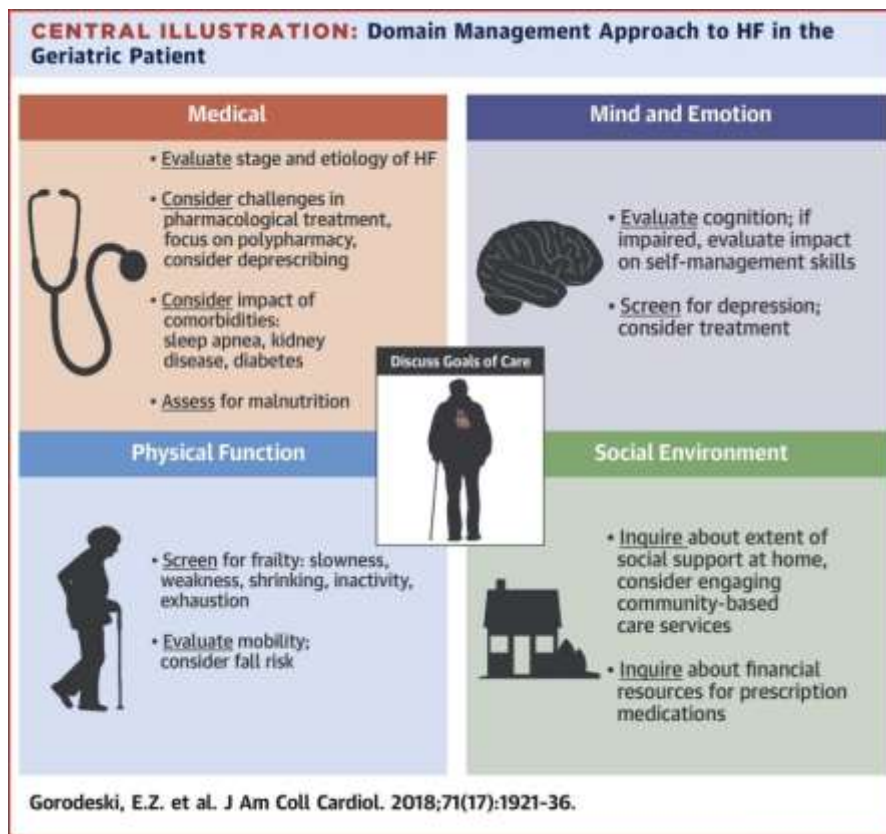 CENTRAL ILLUSTRATION: Domain Management Approach to HF in the
Geriatric Patient
Medical
• Evaluate stage and etiology of HF
• Consider challenges in
pharmacological treatment,
focus on polypharmacy,
consider deprescribing
• Consider impact of
comorbidities:
sleep apnea, kidney
disease, diabetes
• Assess for malnutrition
Mind and Emotion
• Evaluate cognition; if
impaired, evaluate impact
on self-management skills
• Screen for depression;
consider treatment
Discuss Goals of Care
Physical Function
• Screen for frailty: slowness,
weakness, shrinking, inactivity,
exhaustion
• Evaluate mobility;
consider fall risk
Social Environment
• Inquire about extent of
social support at home,
consider engaging
community-based
care services
• Inquire about financial
resources for prescription
medications
Gorodeski, E.Z. et al. J Am Coll Cardiol. 2018;71(17):1921-36.